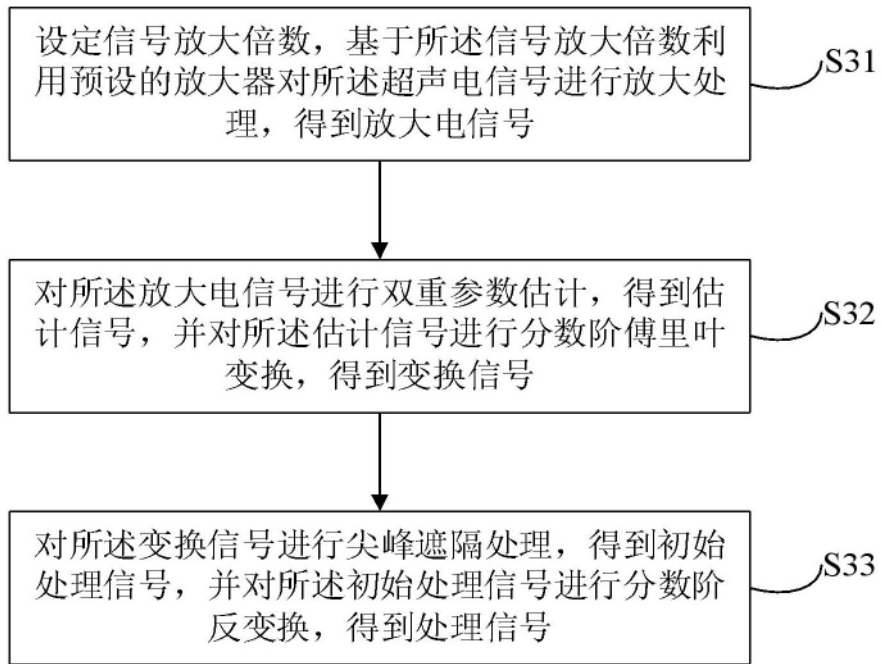 设定信号放大倍数，基于所述信号放大倍数利
用预设的放大器对所述超声电信号进行放大处
理，得到放大电信号
S31
对所述放大电信号进行双重参数估计，得到估
计信号，并对所述估计信号进行分数阶傅里叶
变换，得到变换信号
S32
对所述变换信号进行尖峰遮隔处理，得到初始
处理信号，并对所述初始处理信号进行分数阶
反变换，得到处理信号
S33